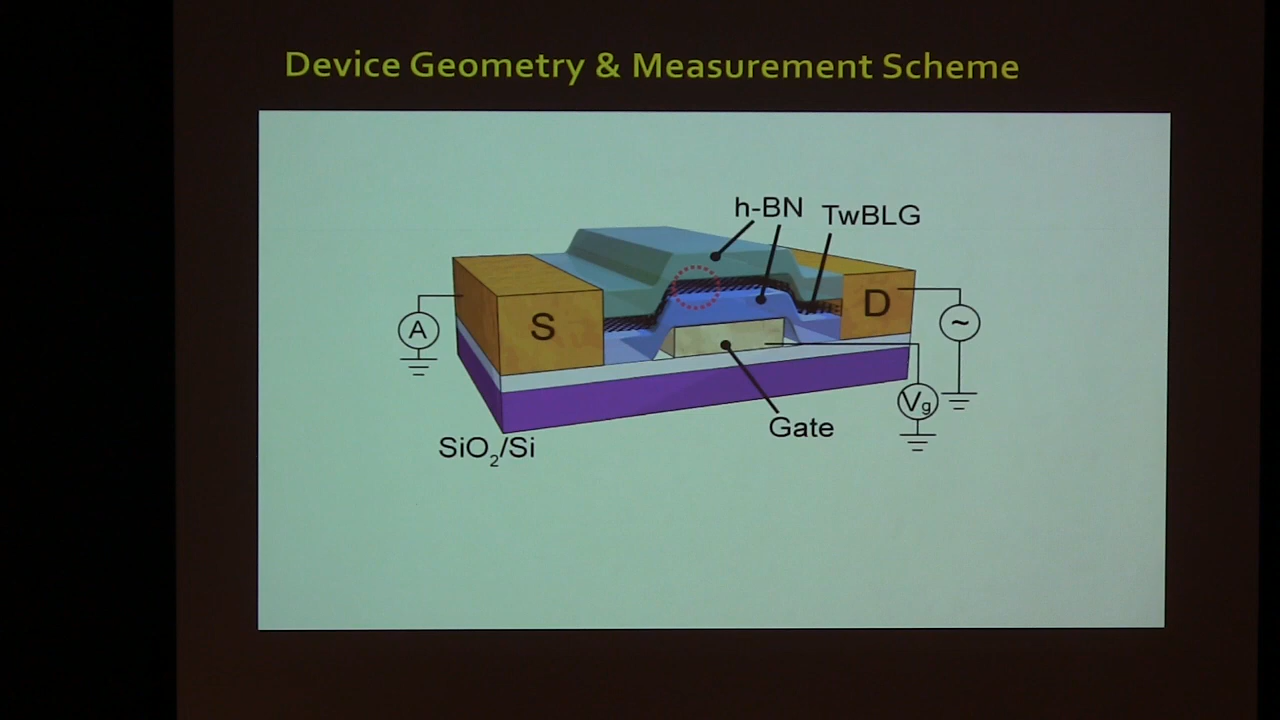 Device Geometry & Measurement Scheme
h-BN TwBLG
S
D
A
~
Vg
Gate
SiO2/Si